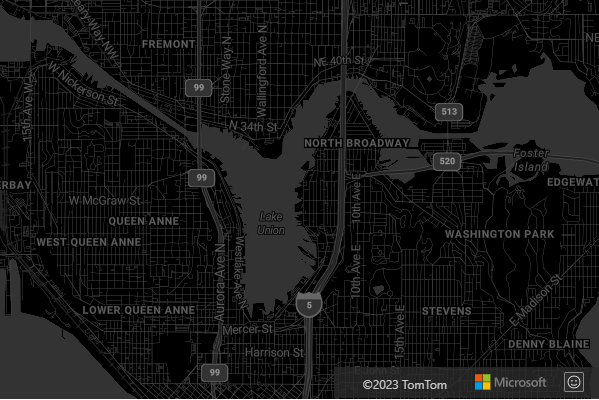 FREMONT
Stone Way N
Wallingford Ave N
NE 40th St
W Nickerson St
15th Ave W
99
513
N 34th St
NORTH BROADWAY
520
Foster
Island
99
EDGEWAT
ERBAY
W McGraw St
10th Ave E
Lake
Union
QUEEN ANNE
WEST QUEEN ANNE
WASHINGTON PARK
Westlake Ave N
Aurora Ave N
10th Ave E
E Madison St
5
LOWER QUEEN ANNE
STEVENS
Mercer St
15th Ave E
DENNY BLAINE
Harrison St
99
©2023 TomTom
Microsoft